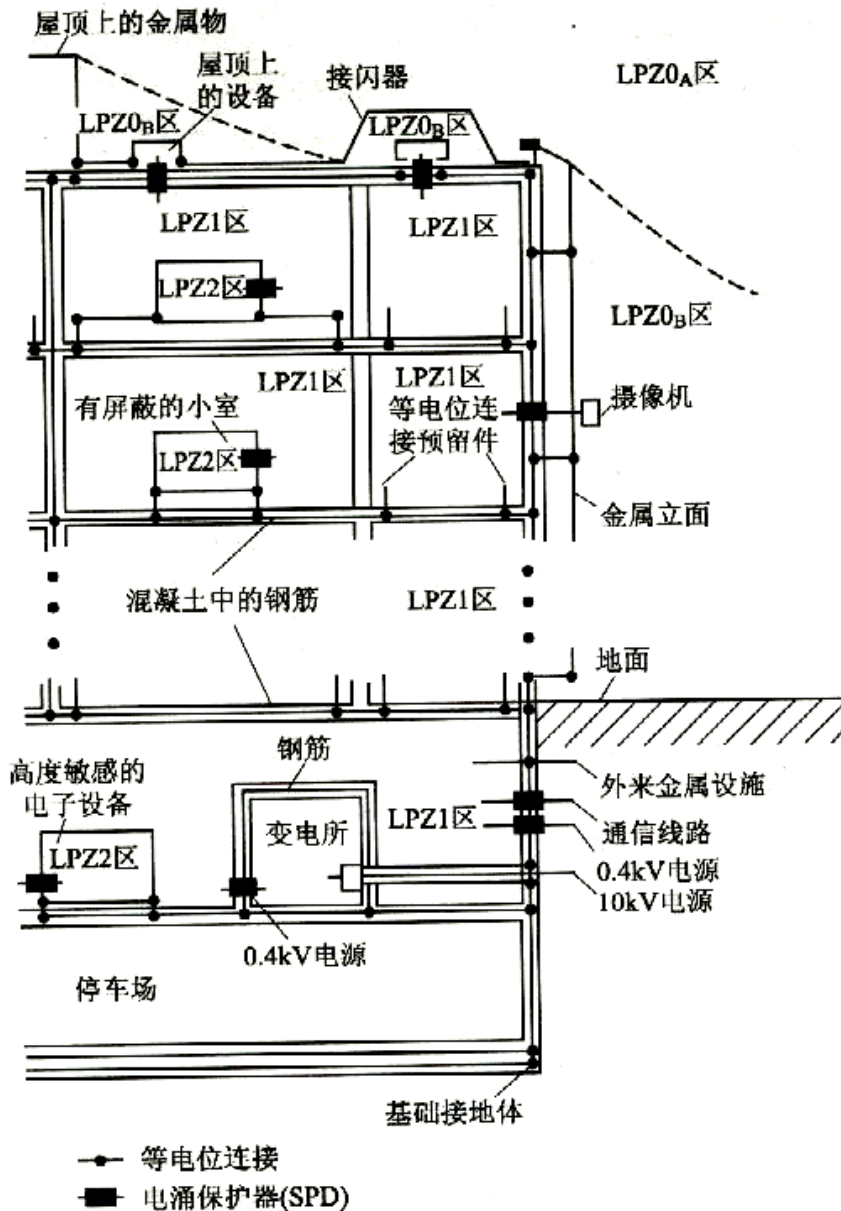 屋顶上的金属物
屋顶上
的设备
接闪器
LPZ0A区
LPZ0B区
LPZ0B区
LPZ1区
LPZ1区
LPZ2区
LPZ0B区
LPZ1区
LPZ1区
有屏蔽的小室
等电位连
接预留件
摄像机
LPZ2区
金属立面
混凝土中的钢筋
LPZ1区
地面
钢筋
高度敏感的
电子设备
外来金属设施
变电所
LPZ1区
通信线路
LPZ2区
0.4kV电源
10kV电源
0.4kV电源
停车场
基础接地体
等电位连接
电涌保护器(SPD)